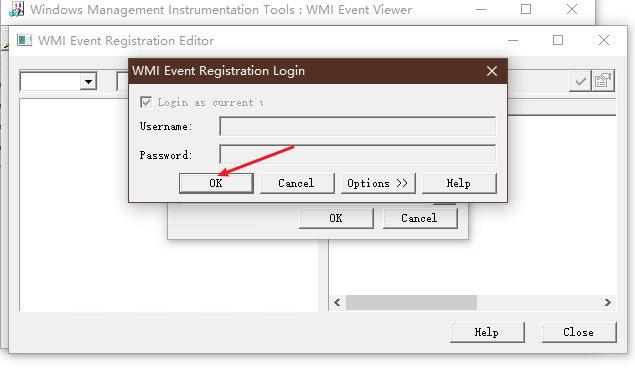 Windows Management Instrumentation Tools : WMI Event Viewer
WMI Event Registration Editor
WMI Event Registration Login
Login as current
Username:
Password:
OK Cancel Options >> Help
OK Cancel
Help Close